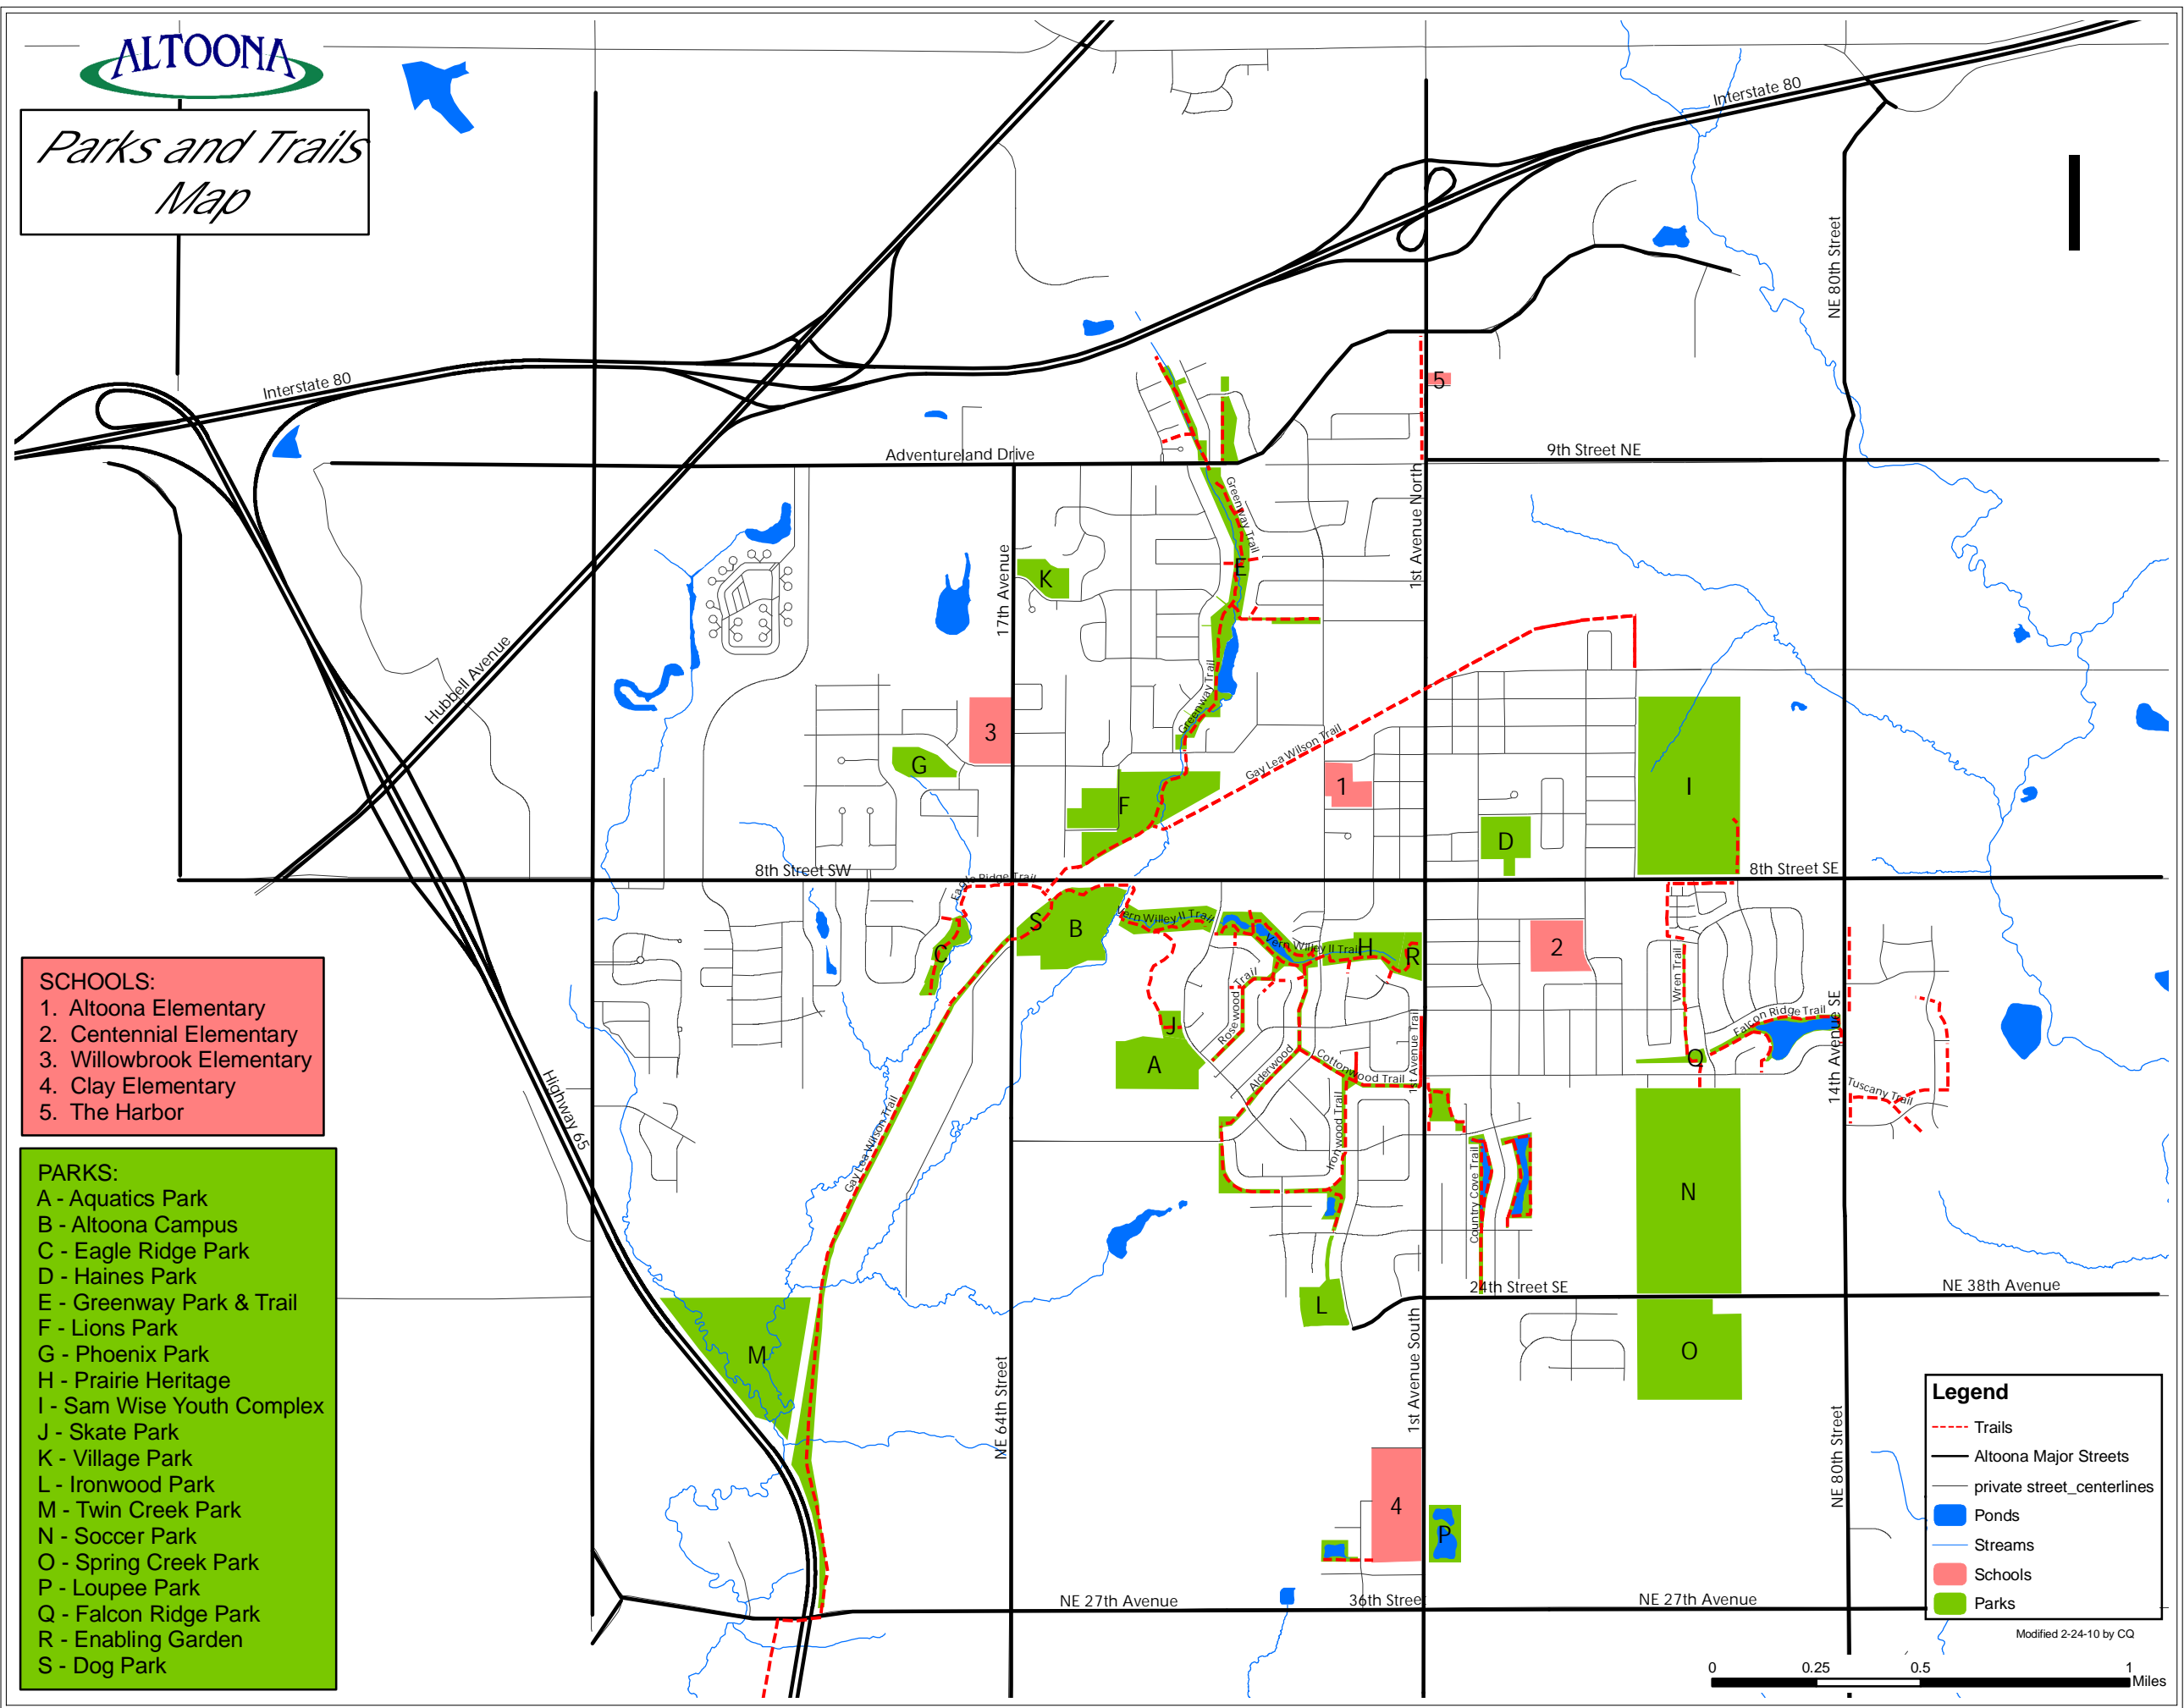 ALTOONA
Parks and Trails
Map
Interstate 80
Interstate 80
NE 80th Street
5
Adventureland Drive
9th Street NE
Greenway Trail
1st Avenue North
17th Avenue
K
E
Hubbell Avenue
Greenway Trail
3
G
Gay Lea Wilson Trail
1
I
F
D
8th Street SW
Eagle Ridge Trail
8th Street SE
S
B
C
Vern Willey II Trail
Vern Willey II Trail
H
R
2
Wren Trail
Rosewood Trail
J
A
Alderwood
Cottonwood Trail
1st Avenue Trail
Falcon Ridge Trail
Q
14th Avenue SE
Tuscany Trail
Highway 65
Gay Lea Wilson Trail
Ironwood Trail
Country Cove Trail
N
24th Street SE
NE 38th Avenue
L
M
O
NE 64th Street
1st Avenue South
NE 80th Street
4
P
NE 27th Avenue
36th Stree
NE 27th Avenue
SCHOOLS:
1. Altoona Elementary
2. Centennial Elementary
3. Willowbrook Elementary
4. Clay Elementary
5. The Harbor
PARKS:
A - Aquatics Park
B - Altoona Campus
C - Eagle Ridge Park
D - Haines Park
E - Greenway Park & Trail
F - Lions Park
G - Phoenix Park
H - Prairie Heritage
I - Sam Wise Youth Complex
J - Skate Park
K - Village Park
L - Ironwood Park
M - Twin Creek Park
N - Soccer Park
O - Spring Creek Park
P - Loupee Park
Q - Falcon Ridge Park
R - Enabling Garden
S - Dog Park
Legend
Trails
Altoona Major Streets
private street_centerlines
Ponds
Streams
Schools
Parks
Modified 2-24-10 by CQ
0 0.25 0.5 1
Miles